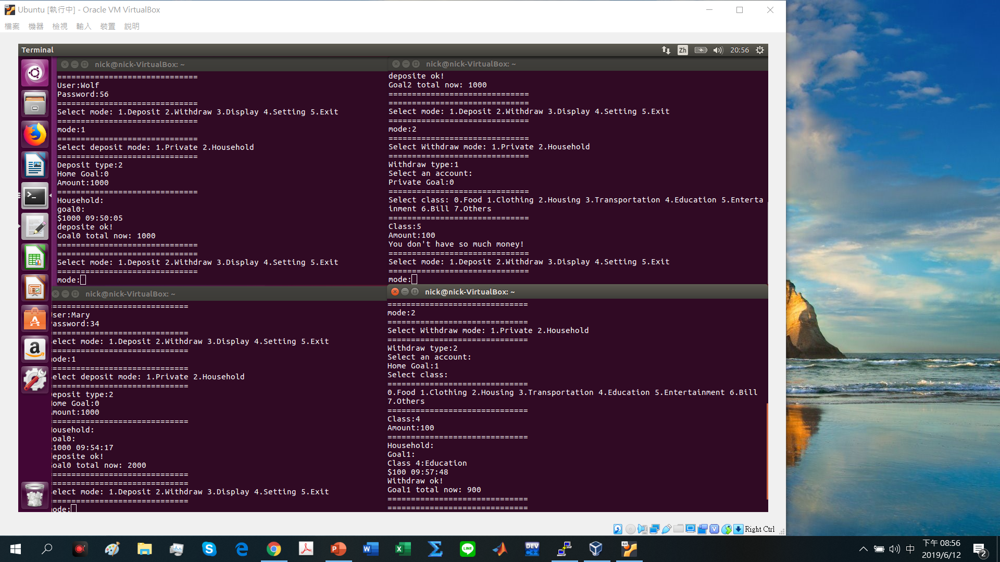 Ubuntu [執行中] - Oracle VM VirtualBox
檔案 機器 檢視 輸入 裝置 說明
Terminal
Zh
20:56
nick@nick-VirtualBox: ~
==============================
User:Wolf
Password:56
==============================
Select mode: 1.Deposit 2.Withdraw 3.Display 4.Setting 5.Exit
==============================
mode:1
==============================
Select deposit mode: 1.Private 2.Household
==============================
Deposit type:2
Home Goal:0
Amount:1000
==============================
Household:
goal0:
$1000 09:50:05
deposite ok!
Goal0 total now: 1000
==============================
==============================
Select mode: 1.Deposit 2.Withdraw 3.Display 4.Setting 5.Exit
==============================
mode:
nick@nick-VirtualBox: ~
deposite ok!
Goal2 total now: 1000
==============================
==============================
Select mode: 1.Deposit 2.Withdraw 3.Display 4.Setting 5.Exit
==============================
mode:2
==============================
Select Withdraw mode: 1.Private 2.Household
==============================
Withdraw type:1
Select an account:
Private Goal:0
==============================
Select class: 0.Food 1.Clothing 2.Housing 3.Transportation 4.Education 5.Enterta
inment 6.Bill 7.Others
==============================
Class:5
Amount:100
You don't have so much money!
==============================
Select mode: 1.Deposit 2.Withdraw 3.Display 4.Setting 5.Exit
==============================
mode:
nick@nick-VirtualBox: ~
=============================
ser:Mary
assword:34
=============================
elect mode: 1.Deposit 2.Withdraw 3.Display 4.Setting 5.Exit
=============================
ode:1
=============================
elect deposit mode: 1.Private 2.Household
=============================
eposit type:2
ome Goal:0
mount:1000
=============================
ousehold:
oal0:
1000 09:54:17
eposite ok!
oal0 total now: 2000
=============================
=============================
elect mode: 1.Deposit 2.Withdraw 3.Display 4.Setting 5.Exit
=============================
ode:
nick@nick-VirtualBox: ~
==============================
mode:2
==============================
Select Withdraw mode: 1.Private 2.Household
==============================
Withdraw type:2
Select an account:
Home Goal:1
Select class:
==============================
0.Food 1.Clothing 2.Housing 3.Transportation 4.Education 5.Entertainment 6.Bill
7.Others
==============================
Class:4
Amount:100
==============================
Household:
Goal1:
Class 4:Education
$100 09:57:48
Withdraw ok!
Goal1 total now: 900
==============================
==============================
Right Ctrl
中
下午 08:56
2019/6/12
2